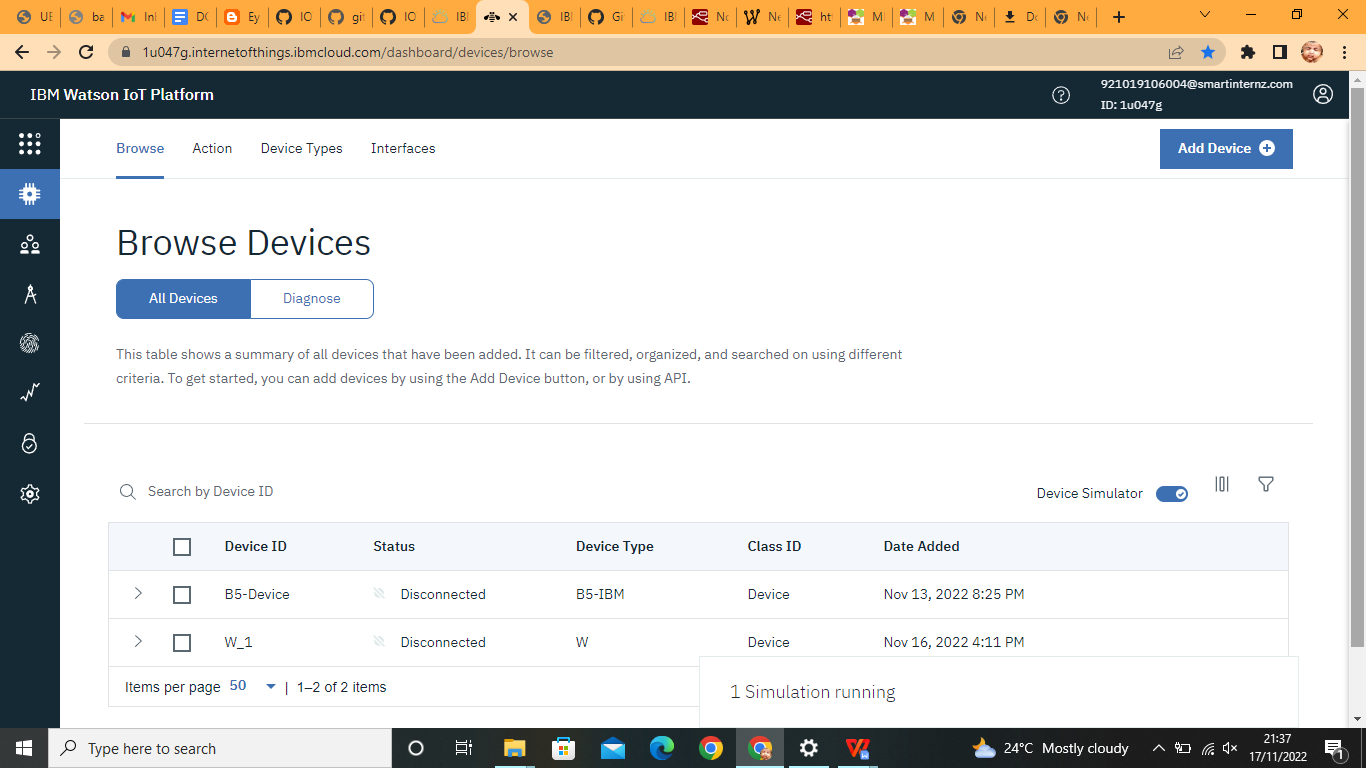 UE
ba
Inl
DO
Ey
IO
git
IO
IBI
IBI
Gi
IBI
No
Ne
htt
MI
M
Ne
Do
Ne
1u047g.internetofthings.ibmcloud.com/dashboard/devices/browse
IBM Watson IoT Platform
921019106004@smartinternz.com
ID: 1u047g
Browse Action Device Types Interfaces
Add Device
Browse Devices
All Devices Diagnose
This table shows a summary of all devices that have been added. It can be filtered, organized, and searched on using different
criteria. To get started, you can add devices by using the Add Device button, or by using API.
Search by Device ID
Device Simulator
Device ID Status Device Type Class ID Date Added
B5-Device Disconnected B5-IBM Device Nov 13, 2022 8:25 PM
W_1 Disconnected W Device Nov 16, 2022 4:11 PM
Items per page 50 | 1–2 of 2 items
1 Simulation running
Type here to search
24°C Mostly cloudy
21:37
17/11/2022
1